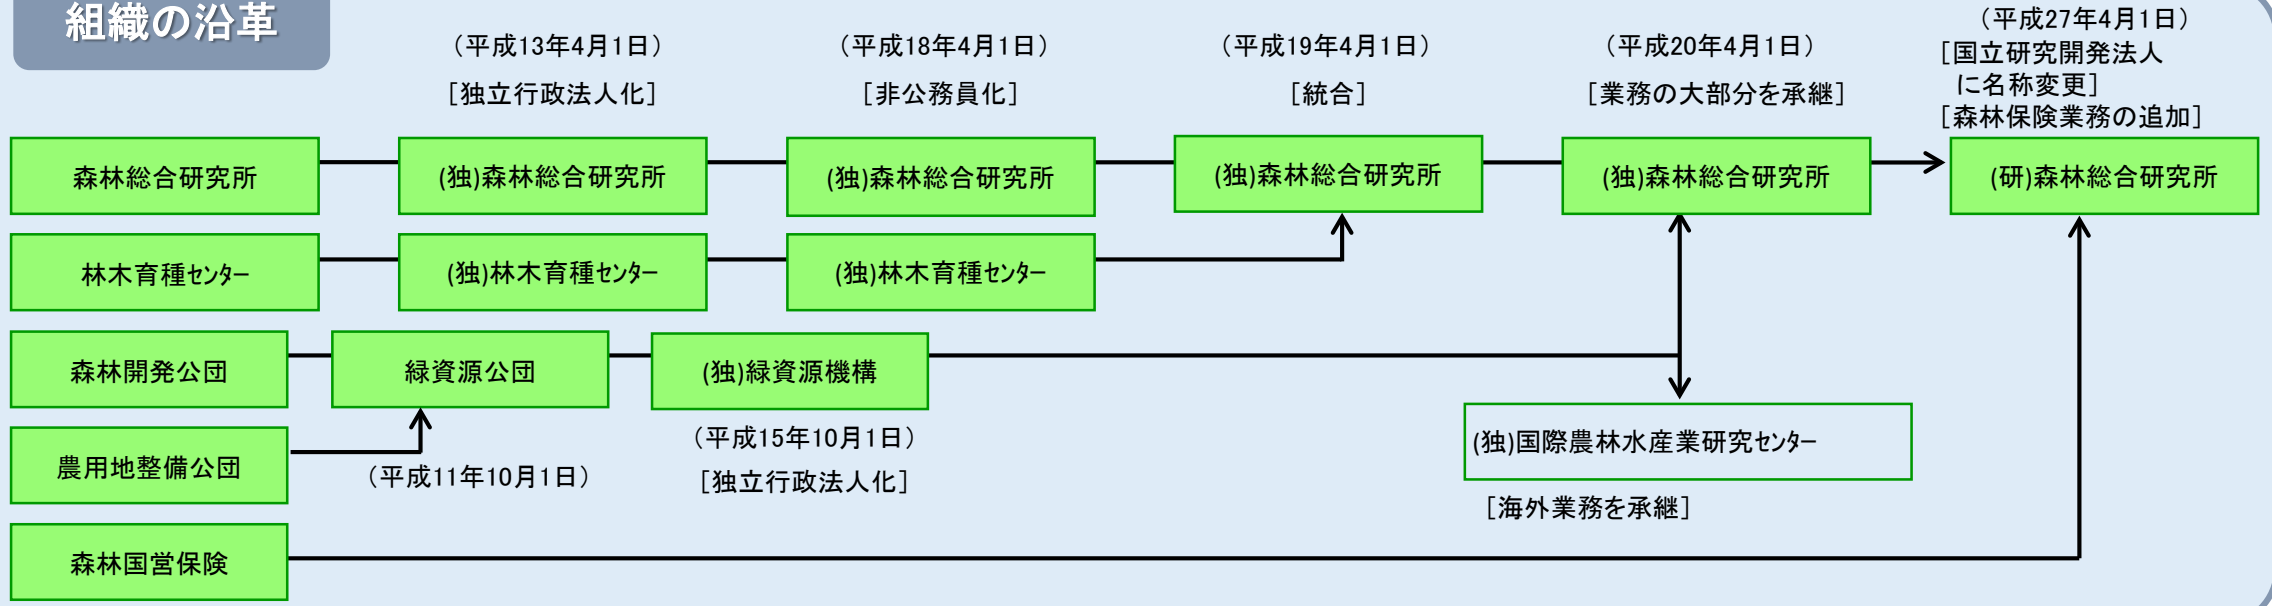 組織の沿革
（平成13年4月1日）
［独立行政法人化］
（平成18年4月1日）
［非公務員化］
（平成19年4月1日）
［統合］
（平成20年4月1日）
［業務の大部分を承継］
（平成27年4月1日）
［国立研究開発法人
に名称変更］
［森林保険業務の追加］
森林総合研究所
(独)森林総合研究所
(独)森林総合研究所
(独)森林総合研究所
(独)森林総合研究所
(研)森林総合研究所
林木育種センター
(独)林木育種ｾﾝﾀｰ
(独)林木育種ｾﾝﾀｰ
森林開発公団
緑資源公団
(独)緑資源機構
農用地整備公団
（平成11年10月1日）
（平成15年10月1日）
［独立行政法人化］
(独)国際農林水産業研究ｾﾝﾀｰ
［海外業務を承継］
森林国営保険